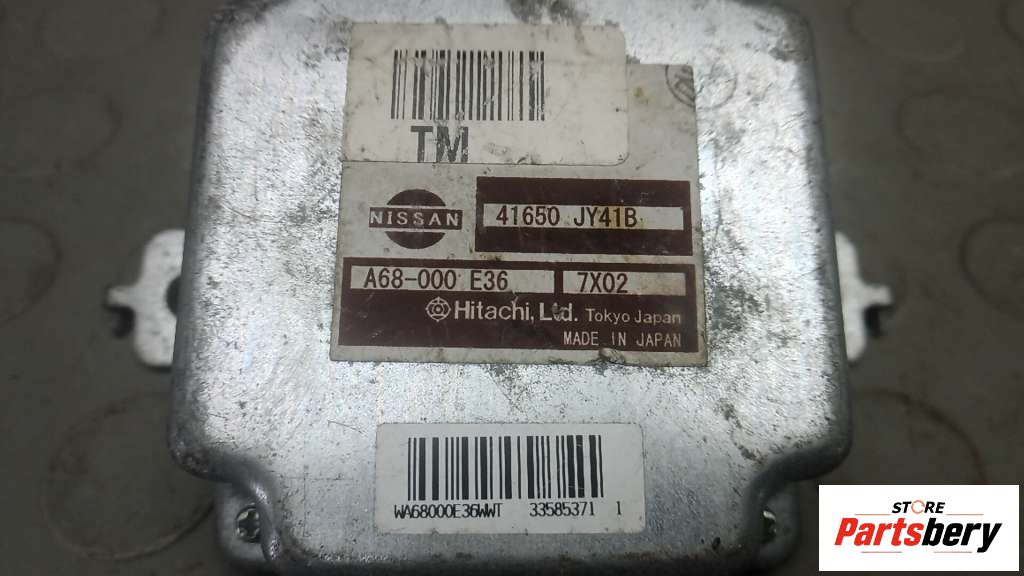 TM
NISSAN
41650 JY41B
A68-000 E36
7X02
Hitachi, Ltd. Tokyo Japan
MADE IN JAPAN
WA68000E36WWT 33585371 1
STORE
Partsbery